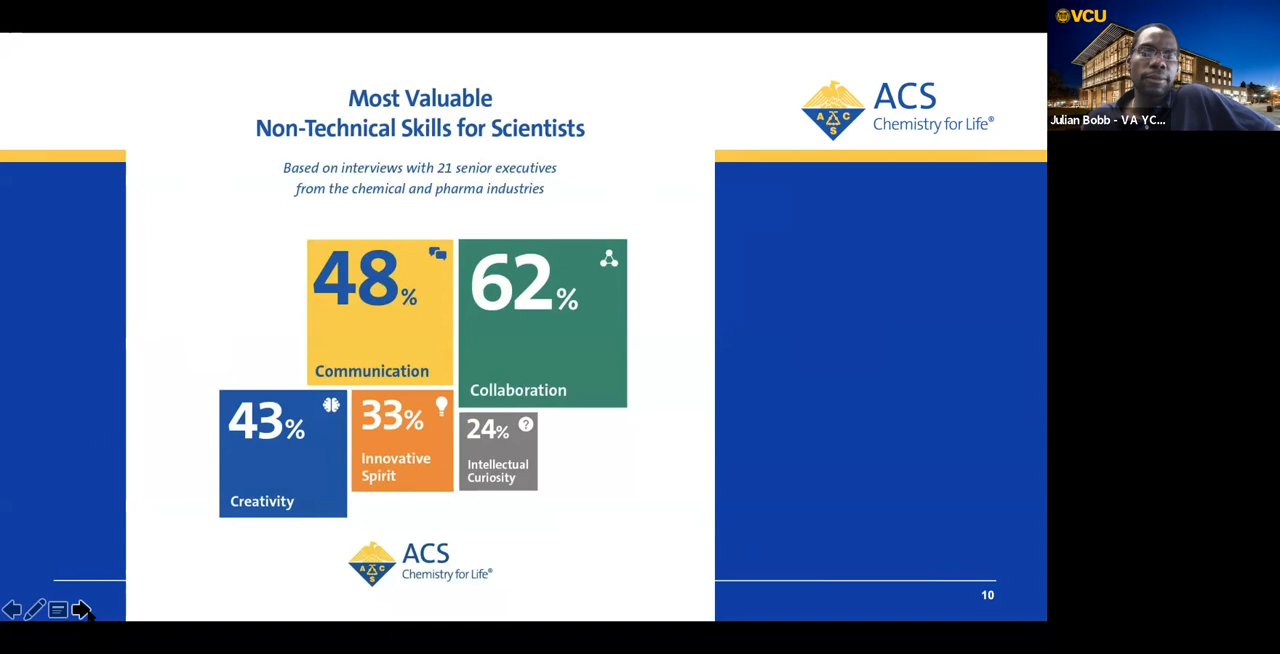 Most Valuable
Non-Technical Skills for Scientists
Based on interviews with 21 senior executives
from the chemical and pharma industries
ACS
Chemistry for Life®
A C S
48%
Communication
62%
Collaboration
43%
Creativity
33%
Innovative
Spirit
24%
?
Intellectual
Curiosity
A C S
ACS
Chemistry for Life®
10
VCU
Julian Bobb - VA YC...